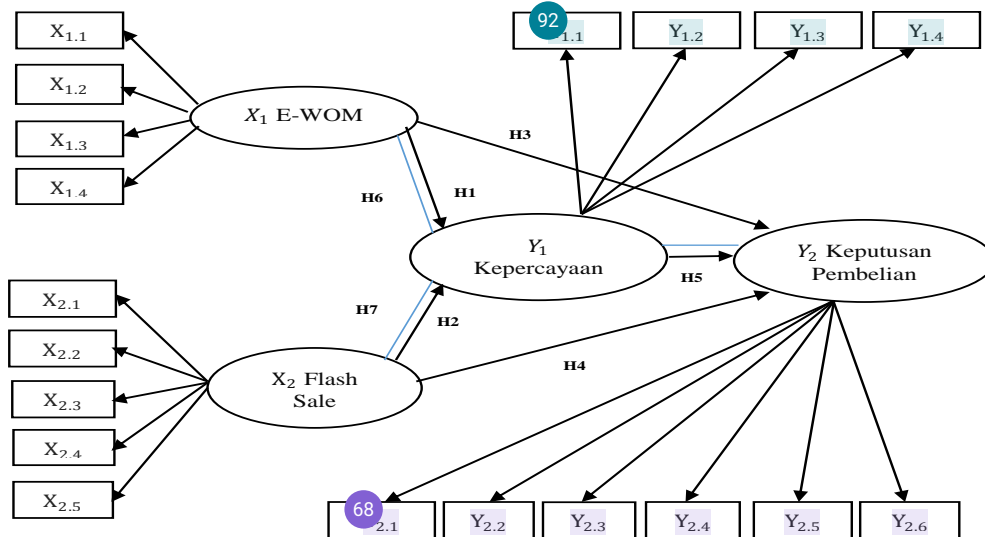 X1.1
X1.2
X1.3
X1.4
X1 E-WOM
92
1.1
Y1.2
Y1.3
Y1.4
H3
H1
H6
Y1
Kepercayaan
Y2 Keputusan
Pembelian
H5
H7
H2
H4
X2.1
X2.2
X2.3
X2.4
X2.5
X2 Flash
Sale
68
2.1
Y2.2
Y2.3
Y2.4
Y2.5
Y2.6